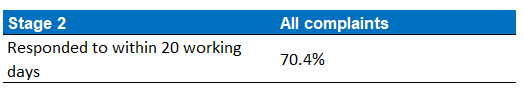 Stage 2 All complaints
Responded to within 20 working
days
70.4%